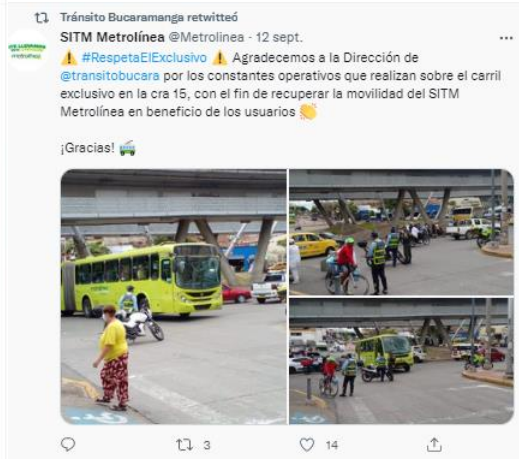 Tránsito Bucaramanga retwitteó
SITM Metrolínea @Metrolinea · 12 sept.
⚠️ #RespetaElExclusivo ⚠️ Agradecemos a la Dirección de
@transitobucara por los constantes operativos que realizan sobre el carril
exclusivo en la cra 15, con el fin de recuperar la movilidad del SITM
Metrolínea en beneficio de los usuarios 👏
¡Gracias! 🚎
3
14